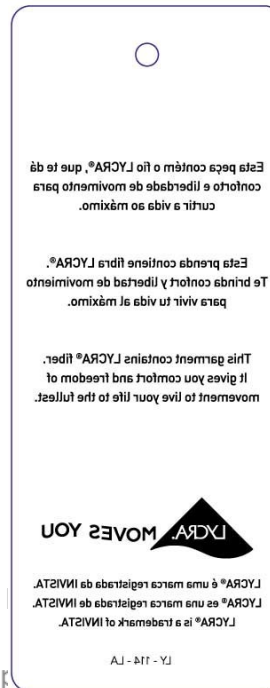 Esta peça contém o fio LYCRA®, que te dá
conforto e liberdade de movimento para
curtir a vida ao máximo.
Esta prenda contiene fibra LYCRA®.
Te brinda confort y libertad de movimiento
para vivir tu vida al máximo.
This garment contains LYCRA® fiber.
It gives you comfort and freedom of
movement to live your life to the fullest.
LYCRA. MOVES YOU
LYCRA® é uma marca registrada da INVISTA.
LYCRA® es una marca registrada de INVISTA.
LYCRA® is a trademark of INVISTA.
LY - 114 - LA